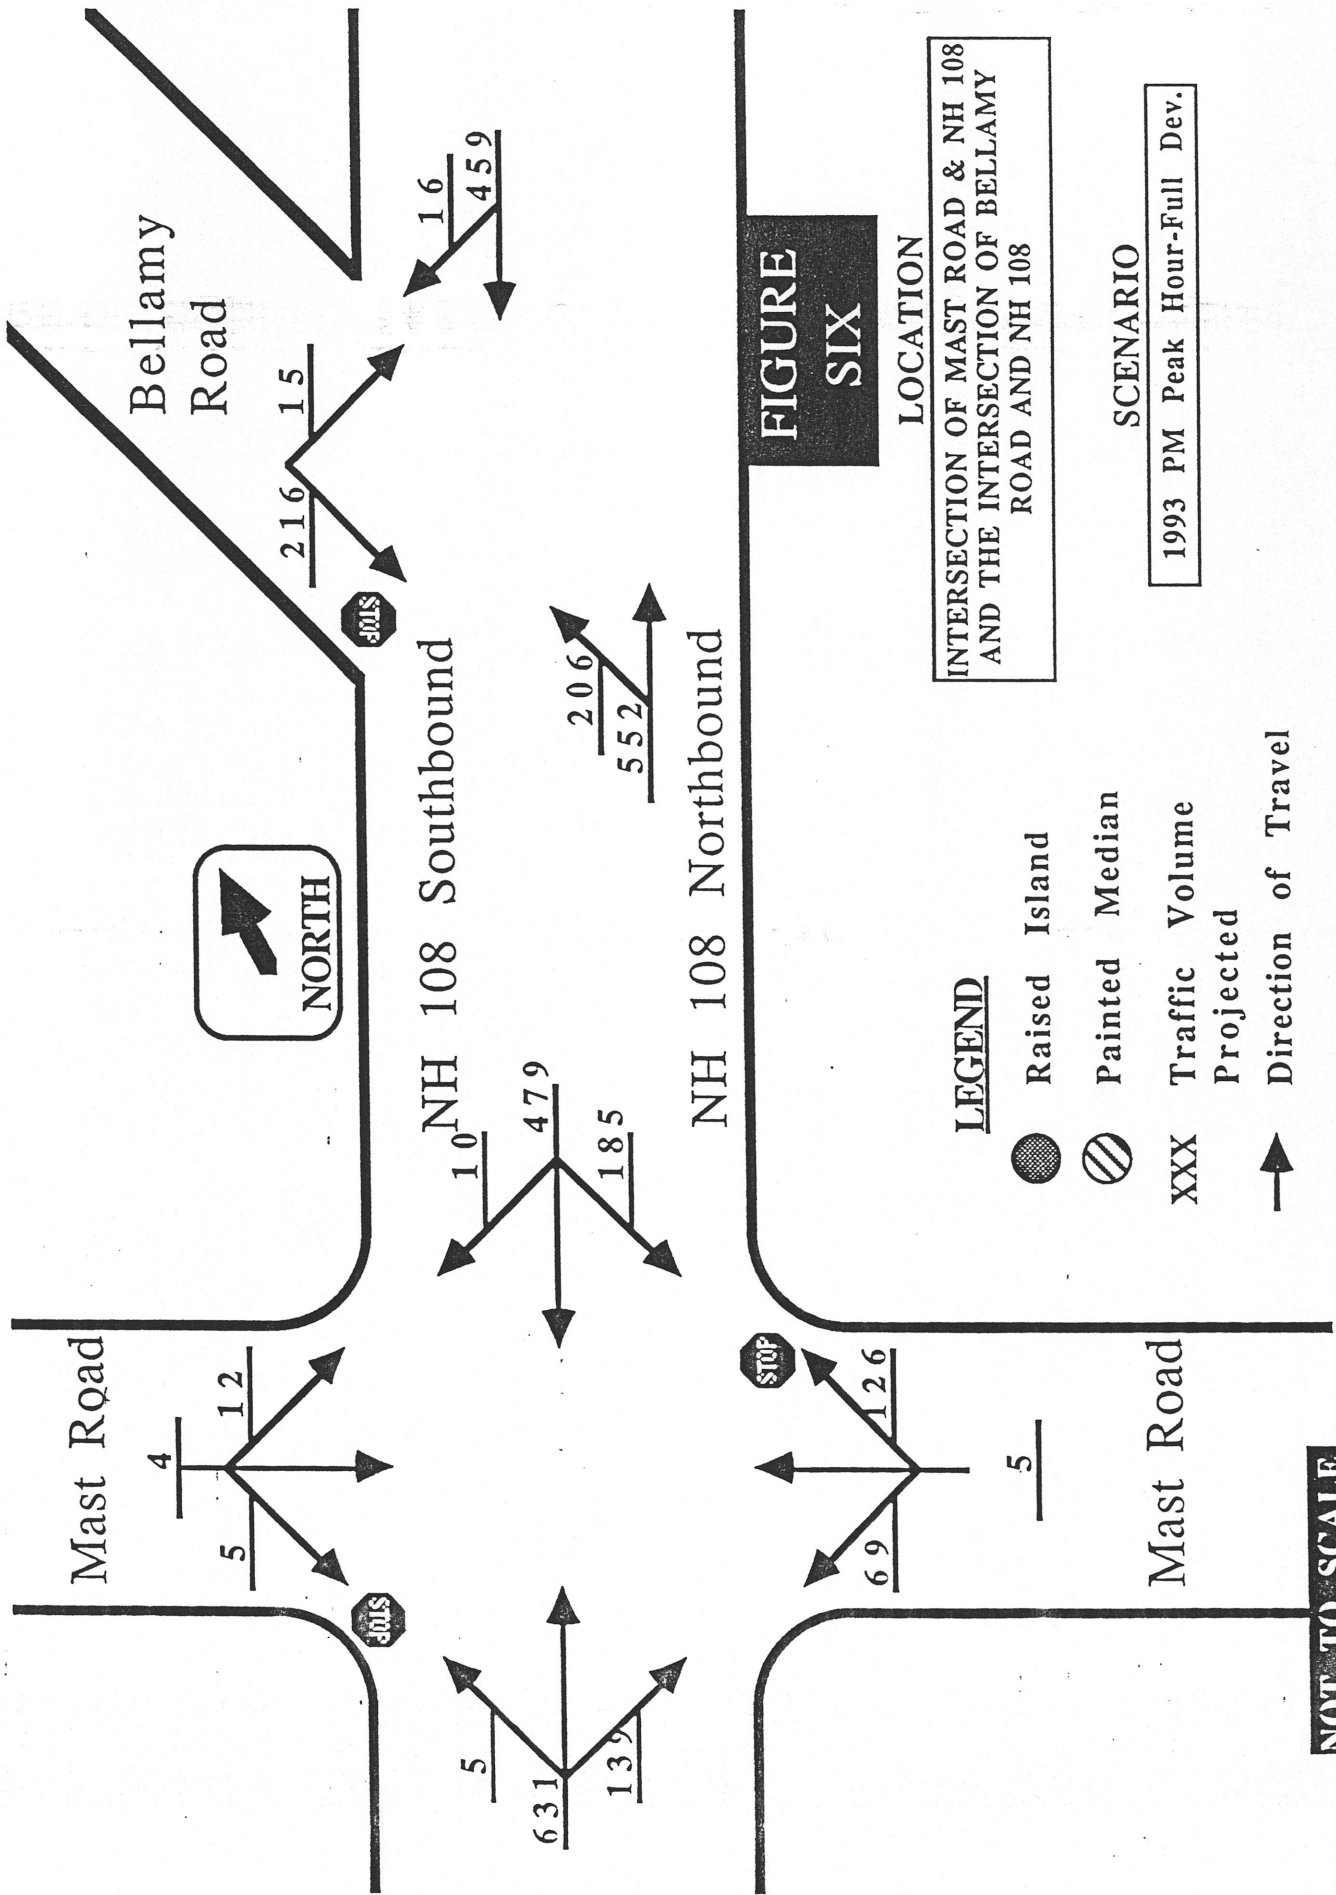 Bellamy
Road
16
459
15
216
STOP
206
552
NORTH
NH 108 Southbound
NH 108 Northbound
10
479
185
Mast Road
4
12
5
STOP
5
631
139
STOP
126
69
5
Mast Road
FIGURE
SIX
LOCATION
INTERSECTION OF MAST ROAD & NH 108
AND THE INTERSECTION OF BELLAMY
ROAD AND NH 108
SCENARIO
1993 PM Peak Hour-Full Dev.
LEGEND
Raised Island
Painted Median
XXX Traffic Volume
Projected
Direction of Travel
NOT TO SCALE